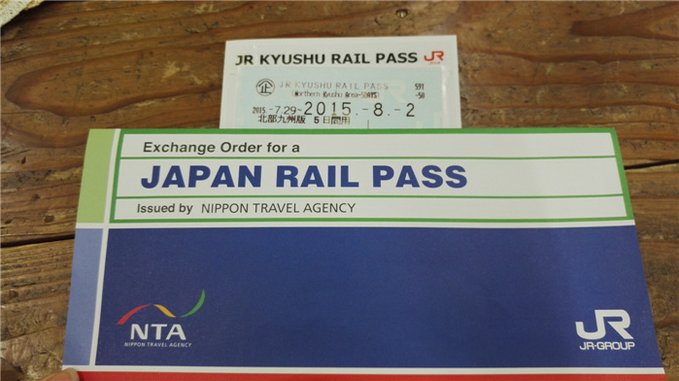 JR KYUSHU RAIL PASS JR
JR KYUSHU RAIL PASS
(Northern Kyushu Area-5DAYS)
2015.-7.29~2015.-8.-2
北部九州版 5日間用
Exchange Order for a
JAPAN RAIL PASS
Issued by NIPPON TRAVEL AGENCY
NTA
NIPPON TRAVEL AGENCY
JR
JR-GROUP